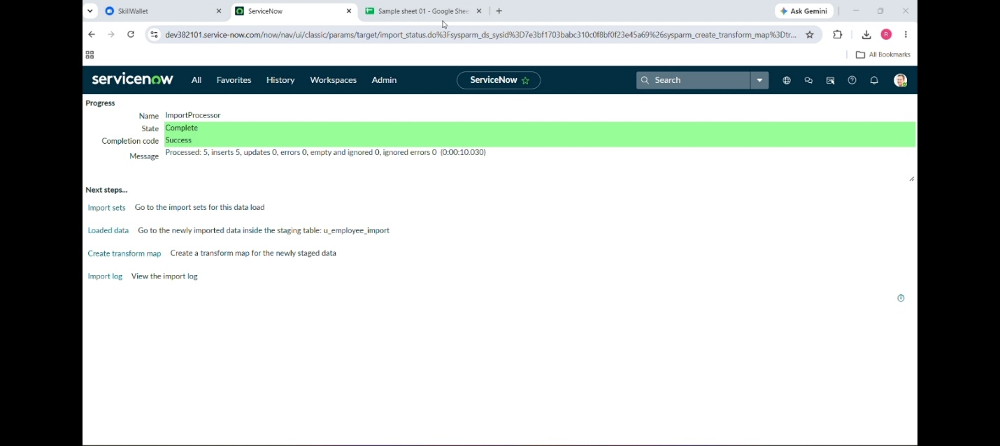 SkillWallet
ServiceNow
Sample sheet 01 - Google Shee
Ask Gemini
dev382101.service-now.com/now/nav/ui/classic/params/target/import_status.do%3Fsysparm_ds_sysid%3D7e3bf1703babc310c0f8bf0f23e45a69%26sysparm_create_transform_map%3Dtr...
R
All Bookmarks
servicenow All Favorites History Workspaces Admin ServiceNow Search
Progress
Name ImportProcessor
State Complete
Completion code Success
Message Processed: 5, inserts 5, updates 0, errors 0, empty and ignored 0, ignored errors 0 (0:00:10.030)
Next steps...
Import sets Go to the import sets for this data load
Loaded data Go to the newly imported data inside the staging table: u_employee_import
Create transform map Create a transform map for the newly staged data
Import log View the import log